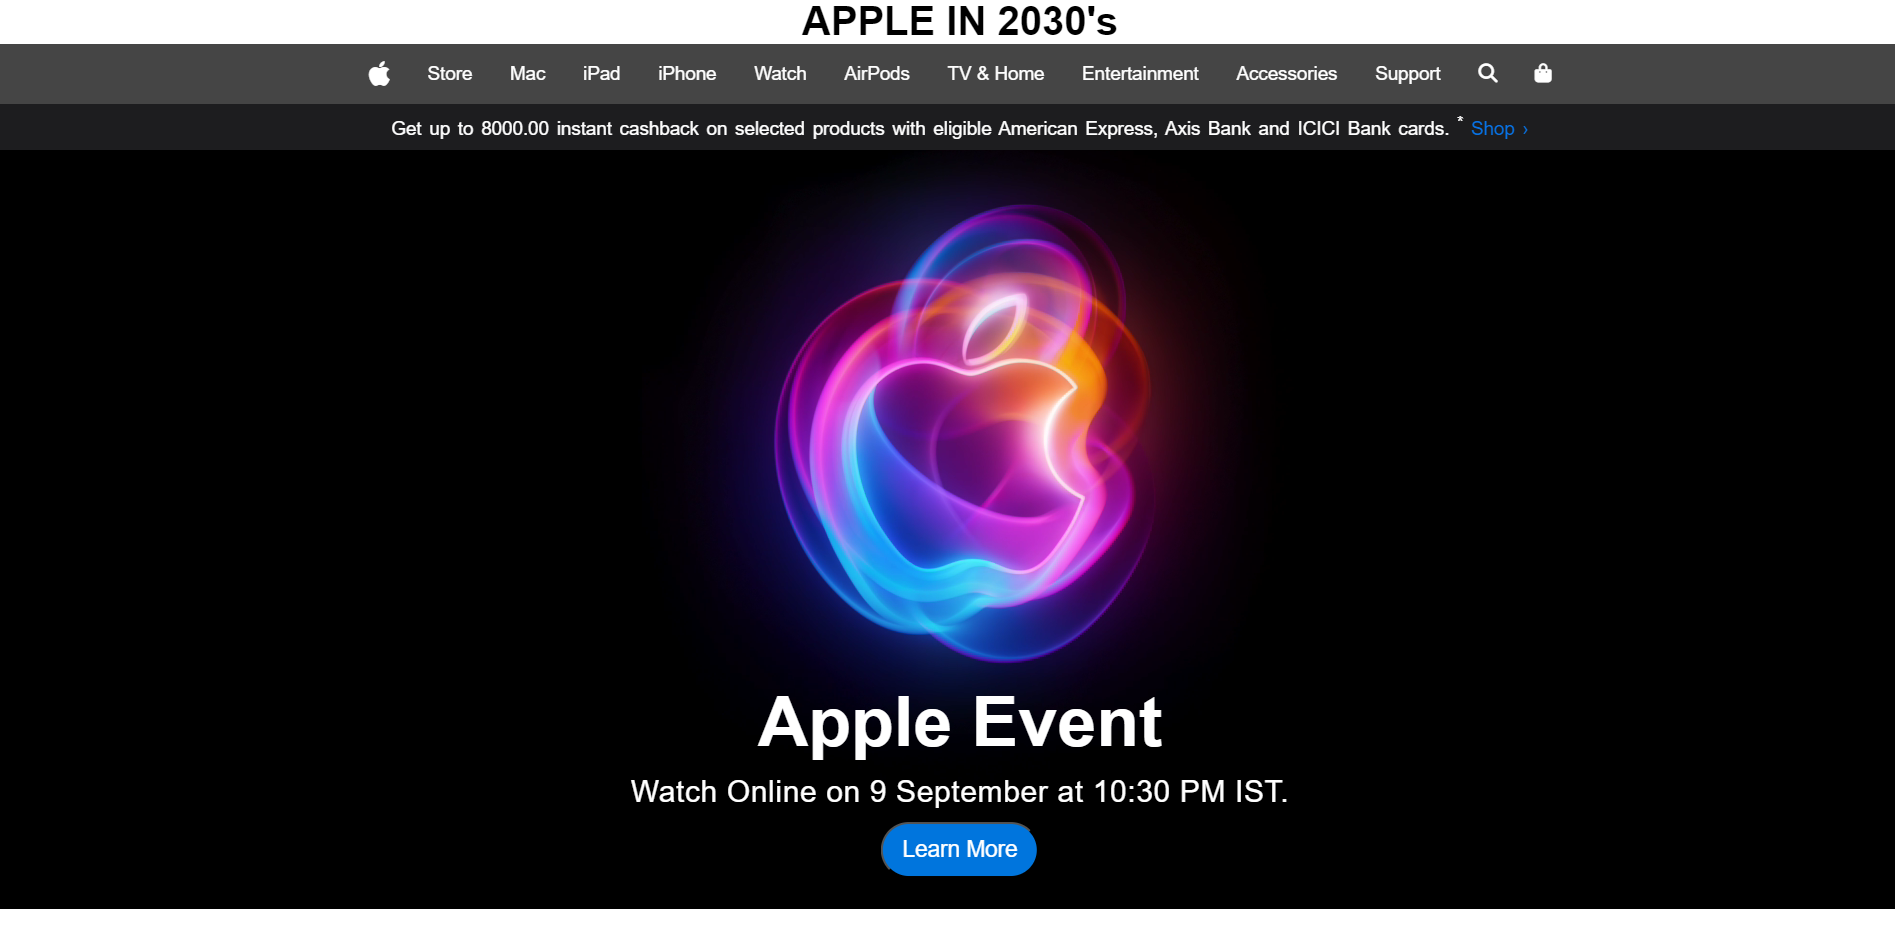 APPLE IN 2030's
Store Mac iPad iPhone Watch AirPods TV & Home Entertainment Accessories Support
Get up to 8000.00 instant cashback on selected products with eligible American Express, Axis Bank and ICICI Bank cards. * Shop ›
Apple Event
Watch Online on 9 September at 10:30 PM IST.
Learn More